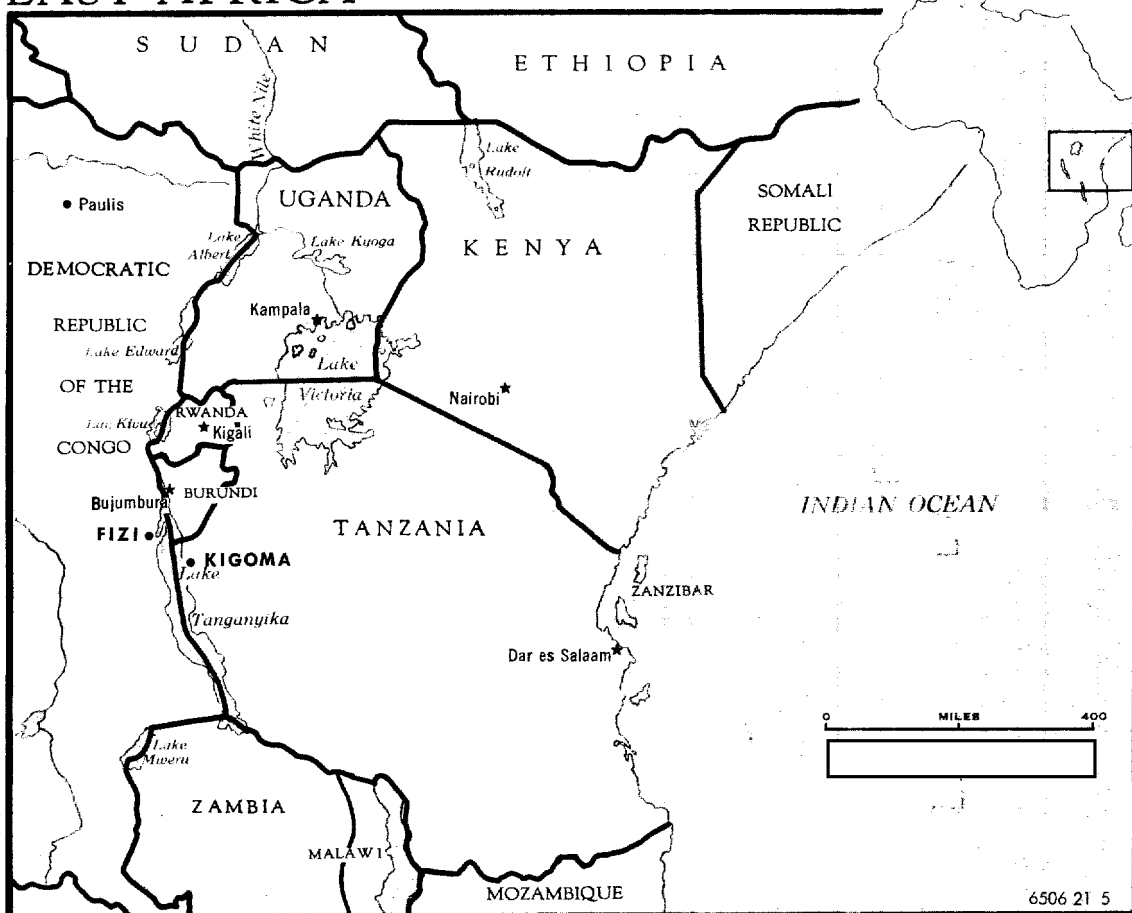 EAST AFRICA
SUDAN
ETHIOPIA
White Nile
Lake
Rudolf
UGANDA
SOMALI
REPUBLIC
Paulis
Lake
Albert
Lake Kyoga
KENYA
DEMOCRATIC
REPUBLIC
OF THE
CONGO
Kampala
Lake Edward
Lake
Victoria
Nairobi
RWANDA
Kigali
Kivu
Bujumbura
BURUNDI
INDIAN OCEAN
FIZI
TANZANIA
KIGOMA
Lake
Tanganyika
ZANZIBAR
Dar es Salaam
0 MILES 400
Lake
Mweru
ZAMBIA
MALAWI
MOZAMBIQUE
6506 21 5